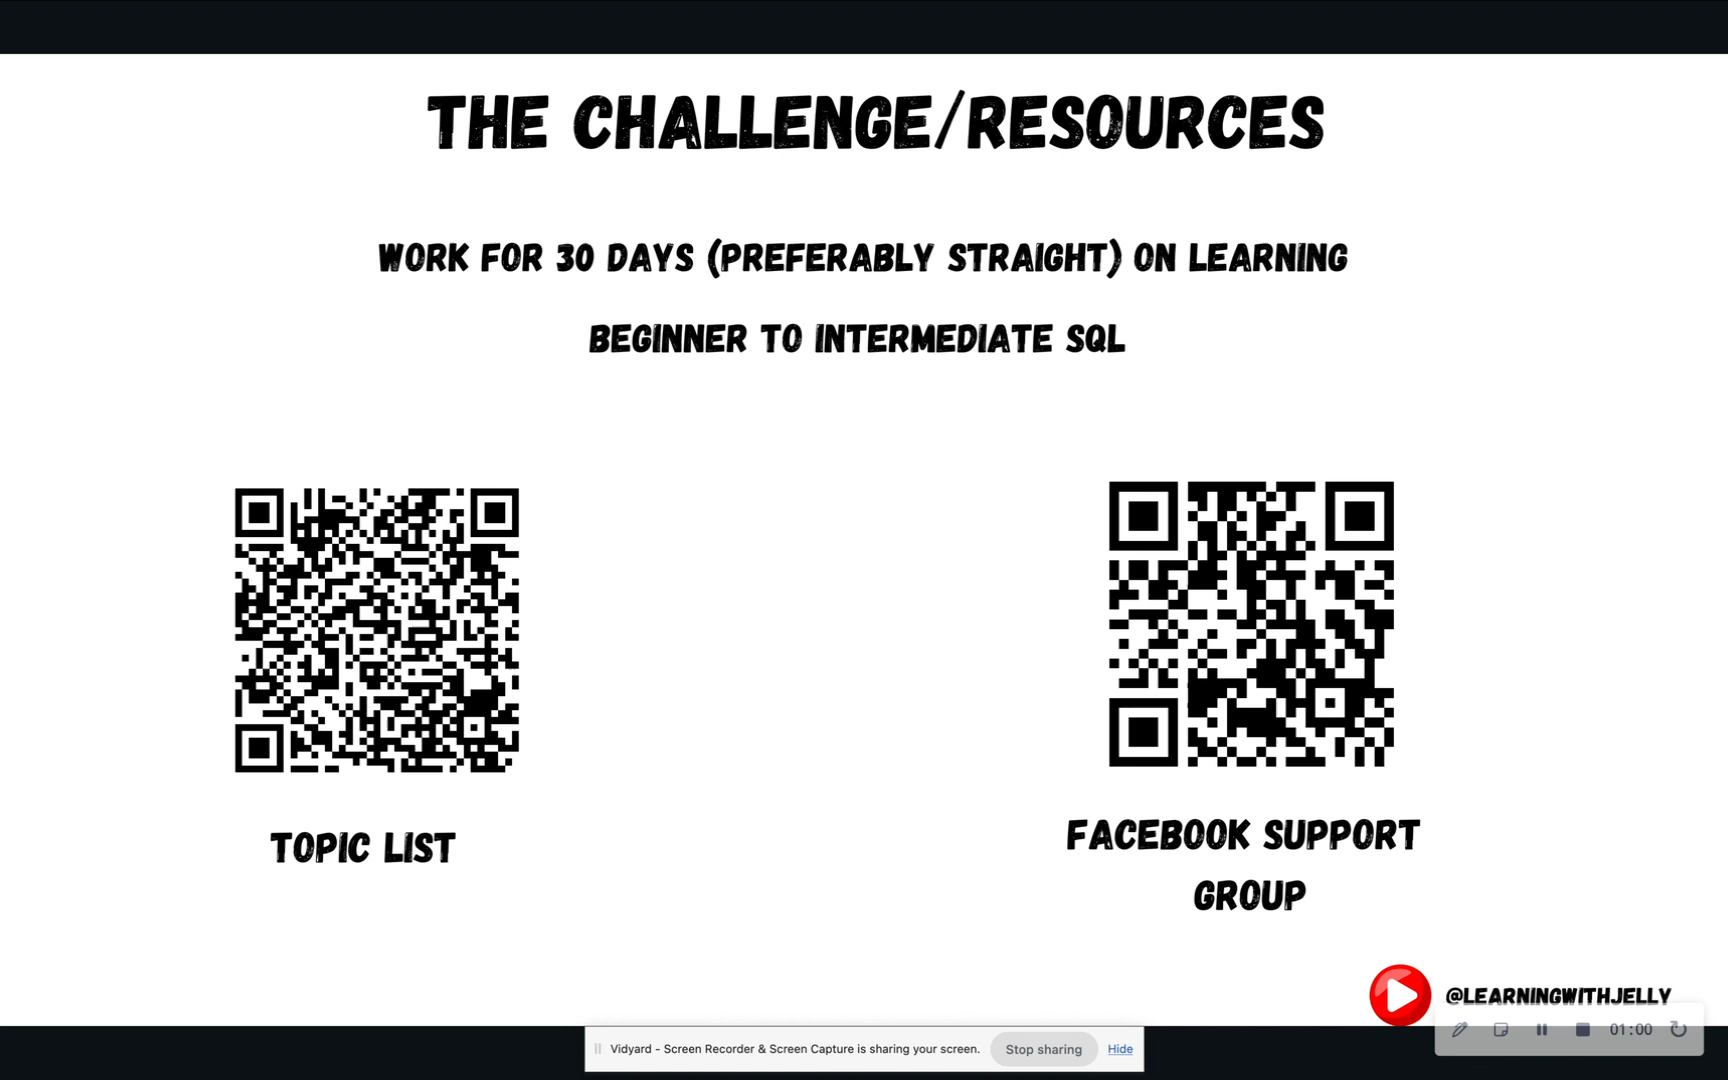 THE CHALLENGE/RESOURCES
WORK FOR 30 DAYS (PREFERABLY STRAIGHT) ON LEARNING
BEGINNER TO INTERMEDIATE SQL
TOPIC LIST
FACEBOOK SUPPORT
GROUP
@LEARNINGWITHJELLY
01:00
Vidyard - Screen Recorder & Screen Capture is sharing your screen.
Stop sharing
Hide